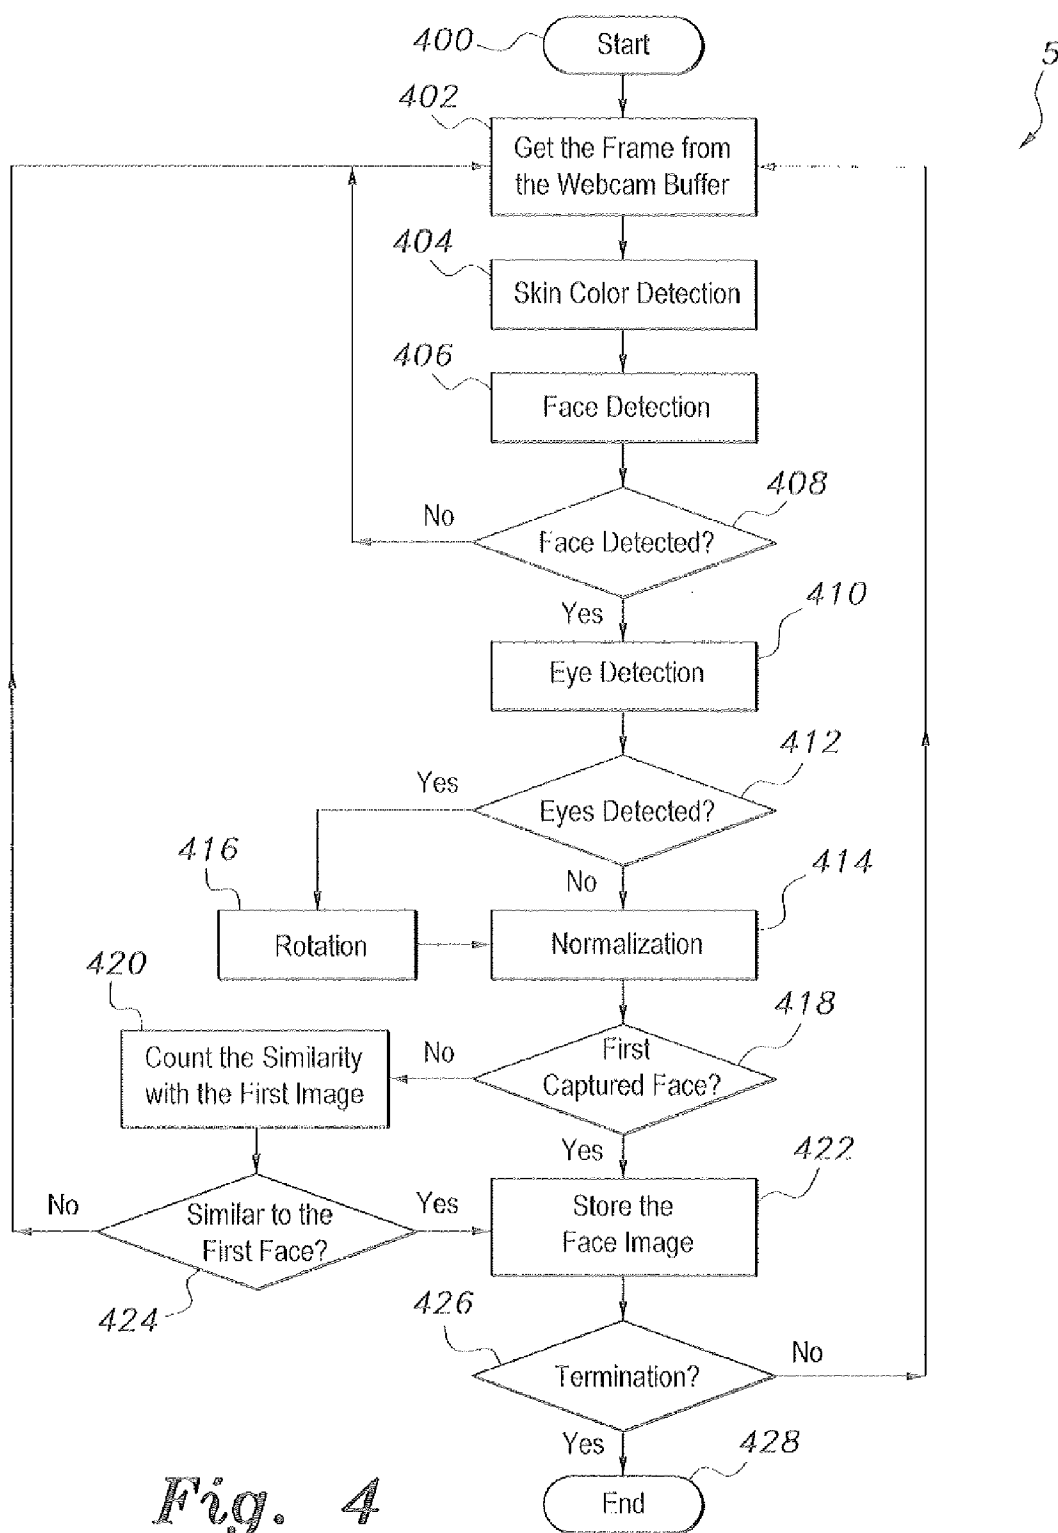 400
Start
5
402
Get the Frame from
the Webcam Buffer
404
Skin Color Detection
406
Face Detection
408
No
Face Detected?
Yes
410
Eye Detection
412
Yes
Eyes Detected?
416
No
414
Rotation
Normalization
420
418
Count the Similarity
with the First Image
No
First
Captured Face?
Yes
422
No
Similar to the
First Face?
Yes
Store the
Face Image
424
426
Termination?
No
Yes
428
End
Fig. 4